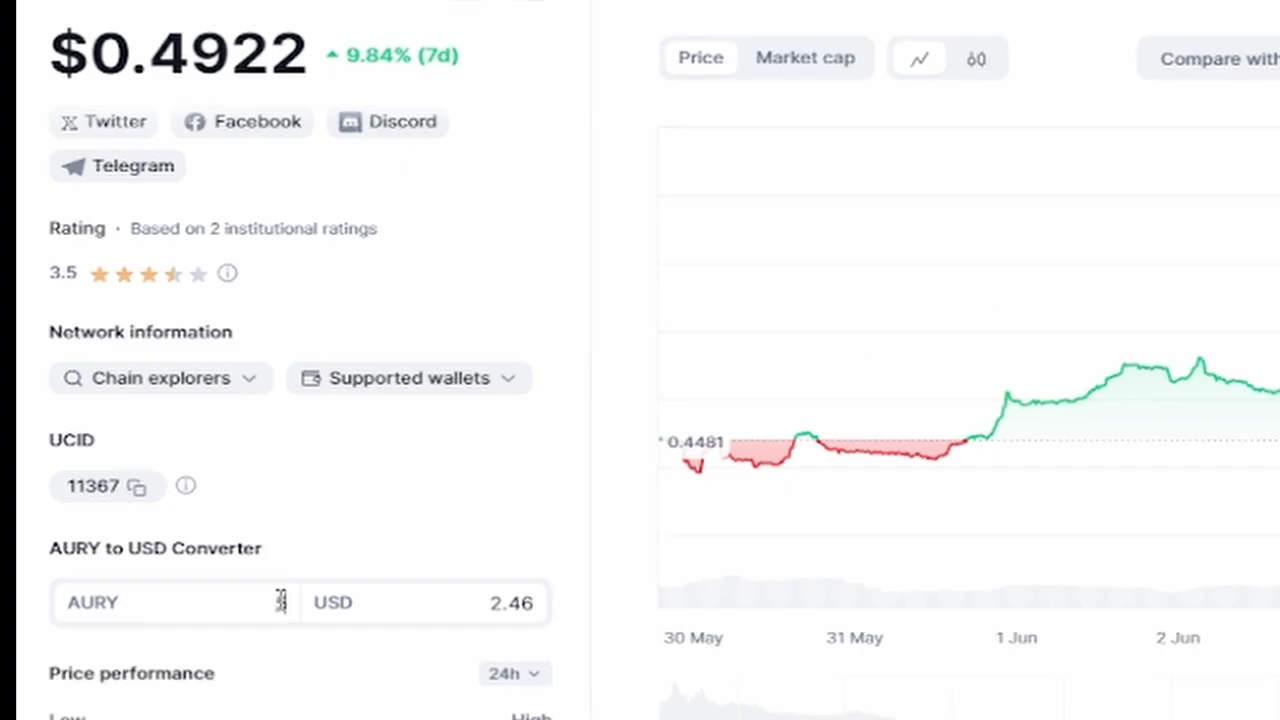 $0.4922 9.84% (7d)
Twitter Facebook Discord
Telegram
Rating · Based on 2 institutional ratings
3.5
Network information
Chain explorers Supported wallets
UCID
11367
AURY to USD Converter
AURY USD 2.46
Price performance 24h
Low High
Price Market cap Compare with
0.4481
30 May 31 May 1 Jun 2 Jun